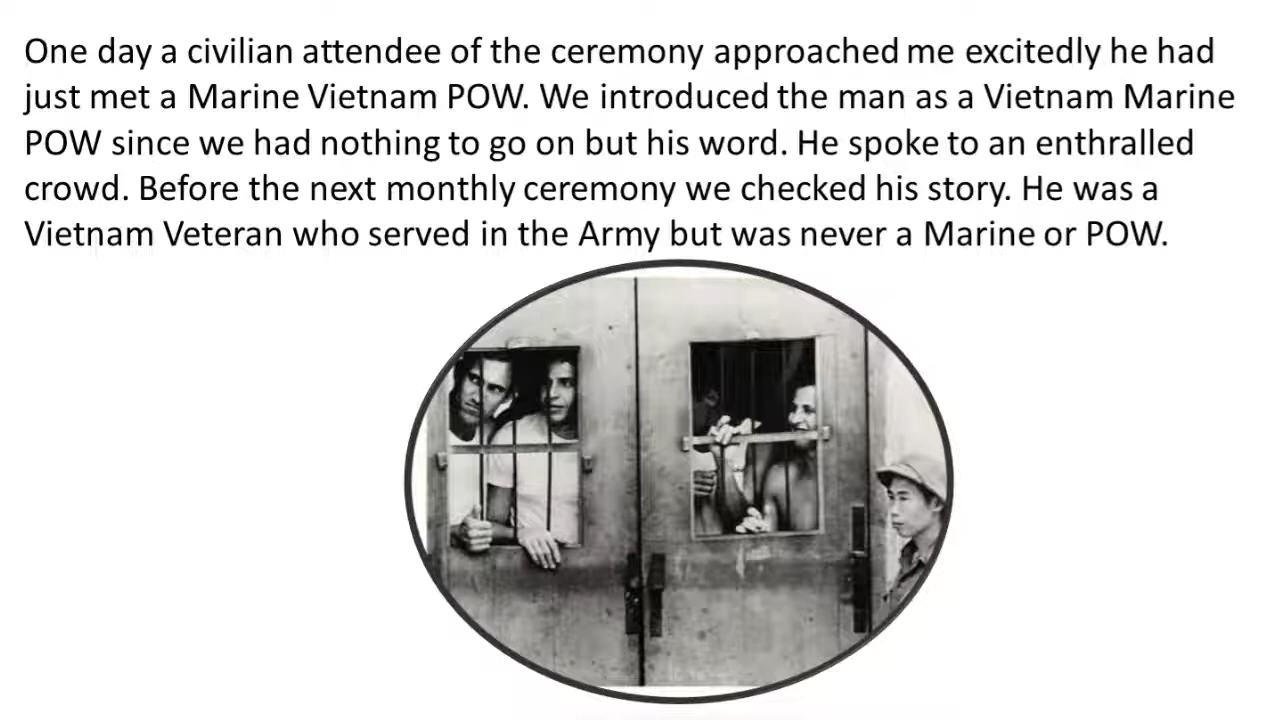 One day a civilian attendee of the ceremony approached me excitedly he had
just met a Marine Vietnam POW. We introduced the man as a Vietnam Marine
POW since we had nothing to go on but his word. He spoke to an enthralled
crowd. Before the next monthly ceremony we checked his story. He was a
Vietnam Veteran who served in the Army but was never a Marine or POW.